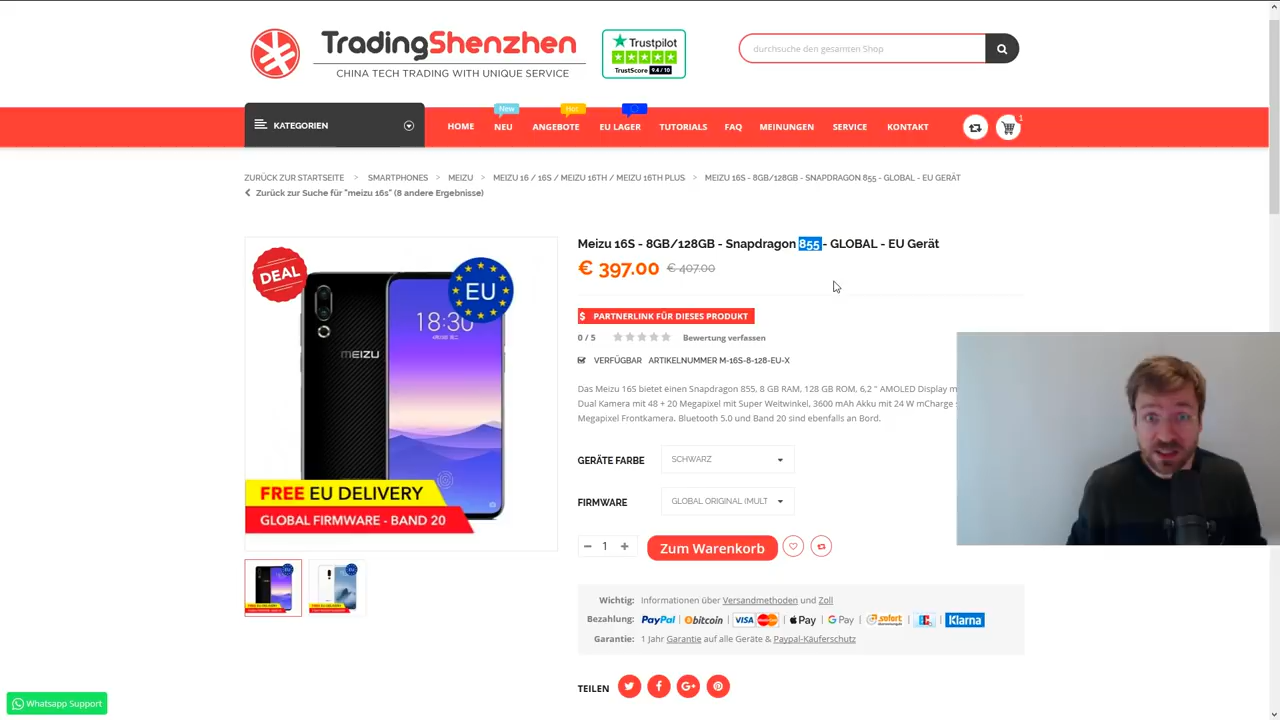 TradingShenzhen
CHINA TECH TRADING WITH UNIQUE SERVICE
Trustpilot
TrustScore 9.4 / 10
durchsuche den gesamten Shop
KATEGORIEN
New
Hot
HOME
NEU
ANGEBOTE
EU LAGER
TUTORIALS
FAQ
MEINUNGEN
SERVICE
KONTAKT
1
ZURÜCK ZUR STARTSEITE > SMARTPHONES > MEIZU > MEIZU 16 / 16S / MEIZU 16TH / MEIZU 16TH PLUS > MEIZU 16S - 8GB/128GB - SNAPDRAGON 855 - GLOBAL - EU GERÄT
Zurück zur Suche für "meizu 16s" (8 andere Ergebnisse)
DEAL
EU
18:30
MEIZU
FREE EU DELIVERY
GLOBAL FIRMWARE - BAND 20
Meizu 16S - 8GB/128GB - Snapdragon 855 - GLOBAL - EU Gerät
€ 397.00 € 407.00
$ PARTNERLINK FÜR DIESES PRODUKT
0 / 5 Bewertung verfassen
VERFÜGBAR ARTIKELNUMMER M-16S-8-128-EU-X
Das Meizu 16S bietet einen Snapdragon 855, 8 GB RAM, 128 GB ROM, 6,2 " AMOLED Display m
Dual Kamera mit 48 + 20 Megapixel mit Super Weitwinkel, 3600 mAh Akku mit 24 W mCharge
Megapixel Frontkamera. Bluetooth 5.0 und Band 20 sind ebenfalls an Bord.
GERÄTE FARBE SCHWARZ
FIRMWARE GLOBAL ORIGINAL (MULT
− 1 + Zum Warenkorb
Wichtig: Informationen über Versandmethoden und Zoll
Bezahlung: PayPal | bitcoin | VISA | Pay | G Pay | sofort | Klarna
Garantie: 1 Jahr Garantie auf alle Geräte & Paypal-Käuferschutz
TEILEN
Whatsapp Support